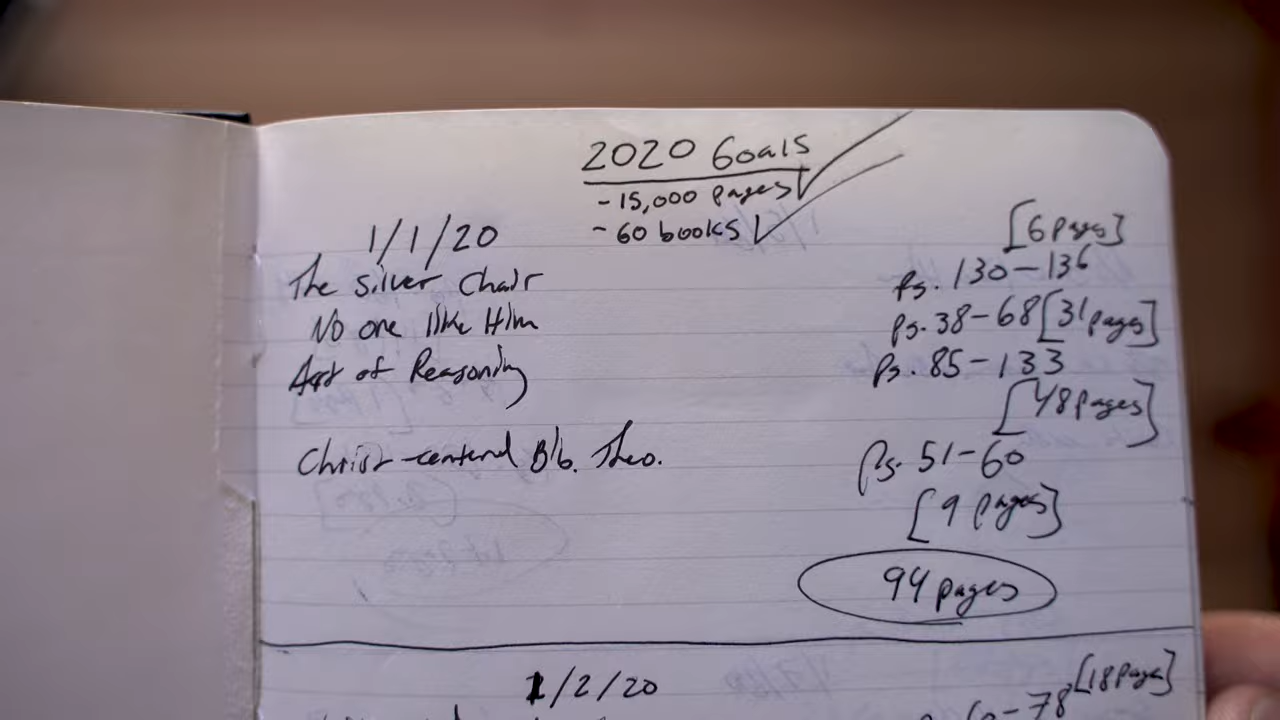 2020 Goals
- 15,000 pages
- 60 books
1/1/20
[6 pages]
The Silver Chair Pg. 130-136
No one like Him Pg. 38-68 [31 pages]
Art of Reasoning Pg. 85-133
[48 pages]
Christ-centered Bib. Theo. Pg. 51-60
[9 pages]
94 pages
1/2/20
-78 [18 pages]